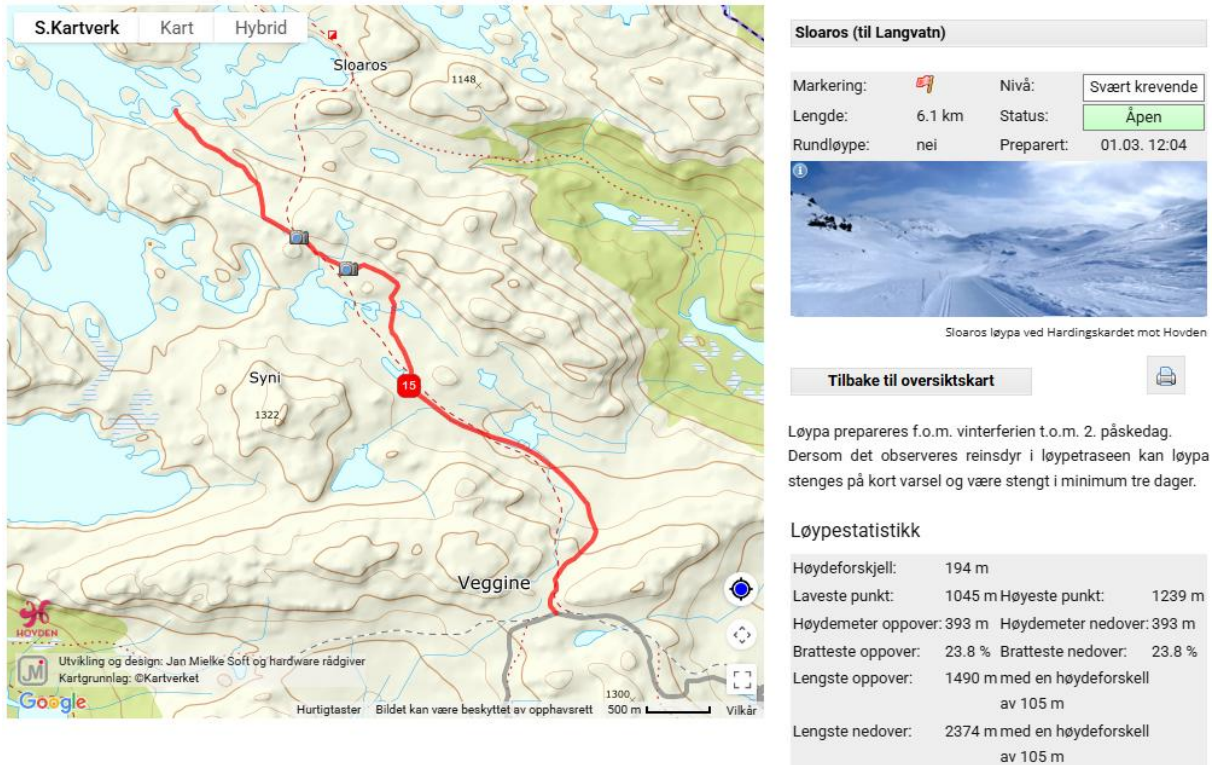 S.Kartverk Kart Hybrid
Sloaros
1148
15
Syni
1322
Veggine
HOVDEN
Utvikling og design: Jan Mielke Soft og hardware rådgiver
Kartgrunnlag: ©Kartverket
JM
Google
1300
Hurtigtaster Bildet kan være beskyttet av opphavsrett 500 m Vilkår
Sloaros (til Langvatn)
Markering: Nivå: Svært krevende
Lengde: 6.1 km Status: Åpen
Rundløype: nei Preparert: 01.03. 12:04
i
Sloaros løypa ved Hardingskardet mot Hovden
Tilbake til oversiktskart
Løypa prepareres f.o.m. vinterferien t.o.m. 2. påskedag.
Dersom det observeres reinsdyr i løypetraseen kan løypa
stenges på kort varsel og være stengt i minimum tre dager.
Løypestatistikk
Høydeforskjell: 194 m
Laveste punkt: 1045 m Høyeste punkt: 1239 m
Høydemeter oppover: 393 m Høydemeter nedover: 393 m
Bratteste oppover: 23.8 % Bratteste nedover: 23.8 %
Lengste oppover: 1490 m med en høydeforskjell
av 105 m
Lengste nedover: 2374 m med en høydeforskjell
av 105 m